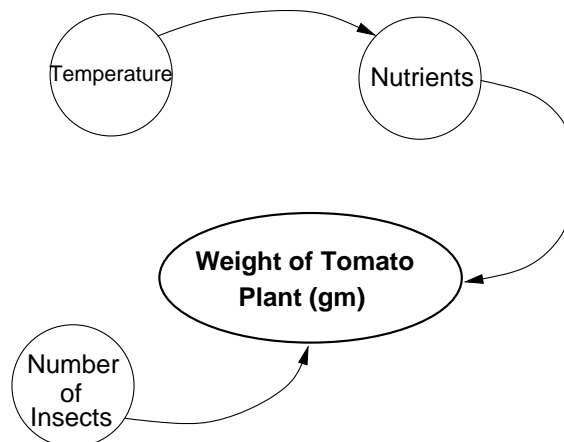 Temperature
Nutrients
Weight of Tomato
Plant (gm)
Number
of
Insects